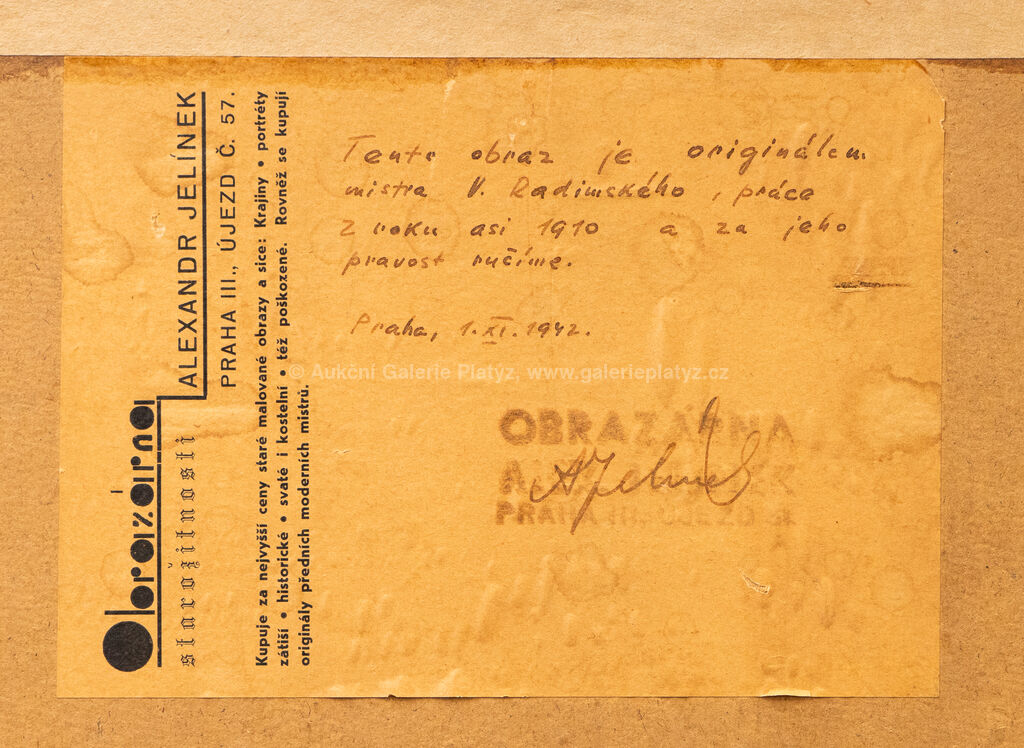 Obrazárna
starožitnosti
ALEXANDR JELÍNEK
PRAHA III., ÚJEZD Č. 57.
Kupuje za nejvyšší ceny staré malované obrazy a sice: Krajiny • portréty
zátiší • historické • svaté i kostelní • též poškozené. Rovněž se kupují
originály předních moderních mistrů.
Tento obraz je originálem
mistra V. Radimského, práce
z roku asi 1910 a za jeho
pravost ručíme.
Praha, 1.XI.1942.
© Aukční Galerie Platýz, www.galerieplatyz.cz
OBRAZÁRNA
AJelínek
PRAHA